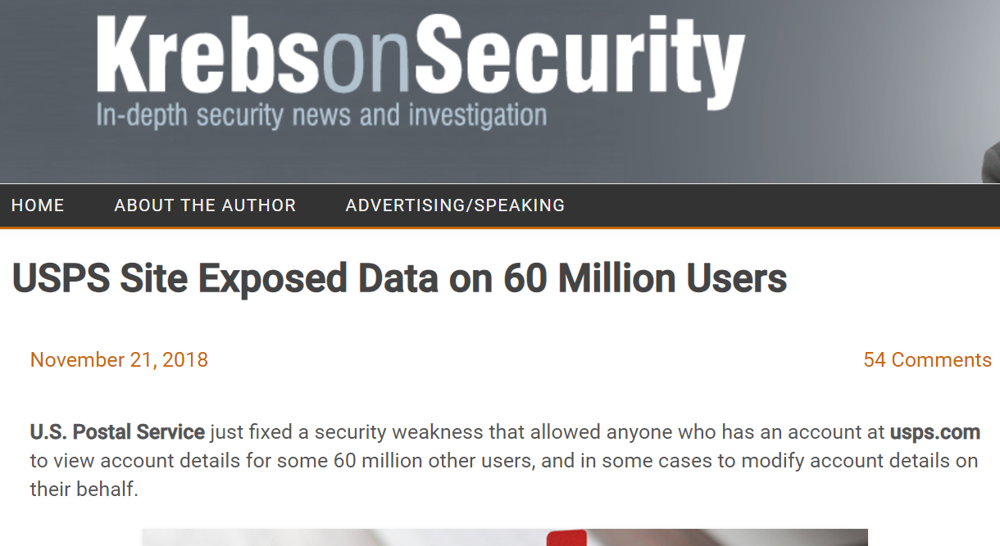 KrebsonSecurity
In-depth security news and investigation
HOME ABOUT THE AUTHOR ADVERTISING/SPEAKING
USPS Site Exposed Data on 60 Million Users
November 21, 2018 54 Comments
U.S. Postal Service just fixed a security weakness that allowed anyone who has an account at usps.com
to view account details for some 60 million other users, and in some cases to modify account details on
their behalf.